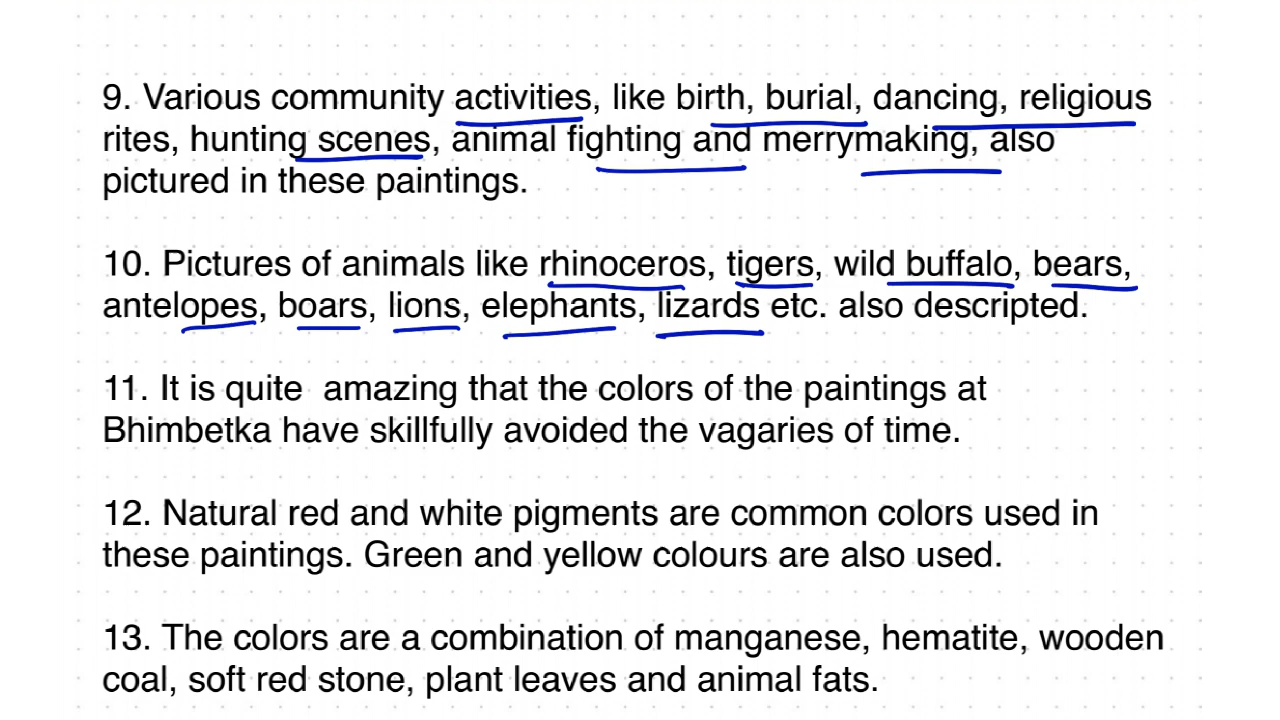 9. Various community activities, like birth, burial, dancing, religious
rites, hunting scenes, animal fighting and merrymaking, also
pictured in these paintings.
10. Pictures of animals like rhinoceros, tigers, wild buffalo, bears,
antelopes, boars, lions, elephants, lizards etc. also descripted.
11. It is quite  amazing that the colors of the paintings at
Bhimbetka have skillfully avoided the vagaries of time.
12. Natural red and white pigments are common colors used in
these paintings. Green and yellow colours are also used.
13. The colors are a combination of manganese, hematite, wooden
coal, soft red stone, plant leaves and animal fats.